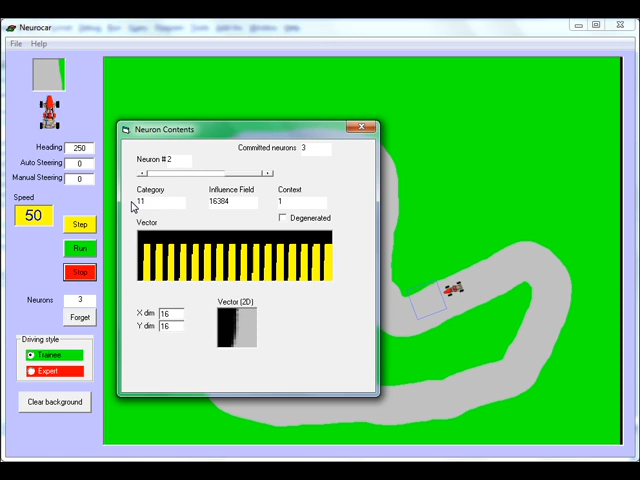 Neurocar
File Help
Heading 250
Auto Steering 0
Manual Steering 0
Speed
50
Step
Run
Stop
Neurons 3
Forget
Driving style
Trainee
Expert
Clear background
Neuron Contents
Committed neurons 3
Neuron # 2
Category Influence Field Context
11 16384 1
Degenerated
Vector
X dim 16
Y dim 16
Vector (2D)